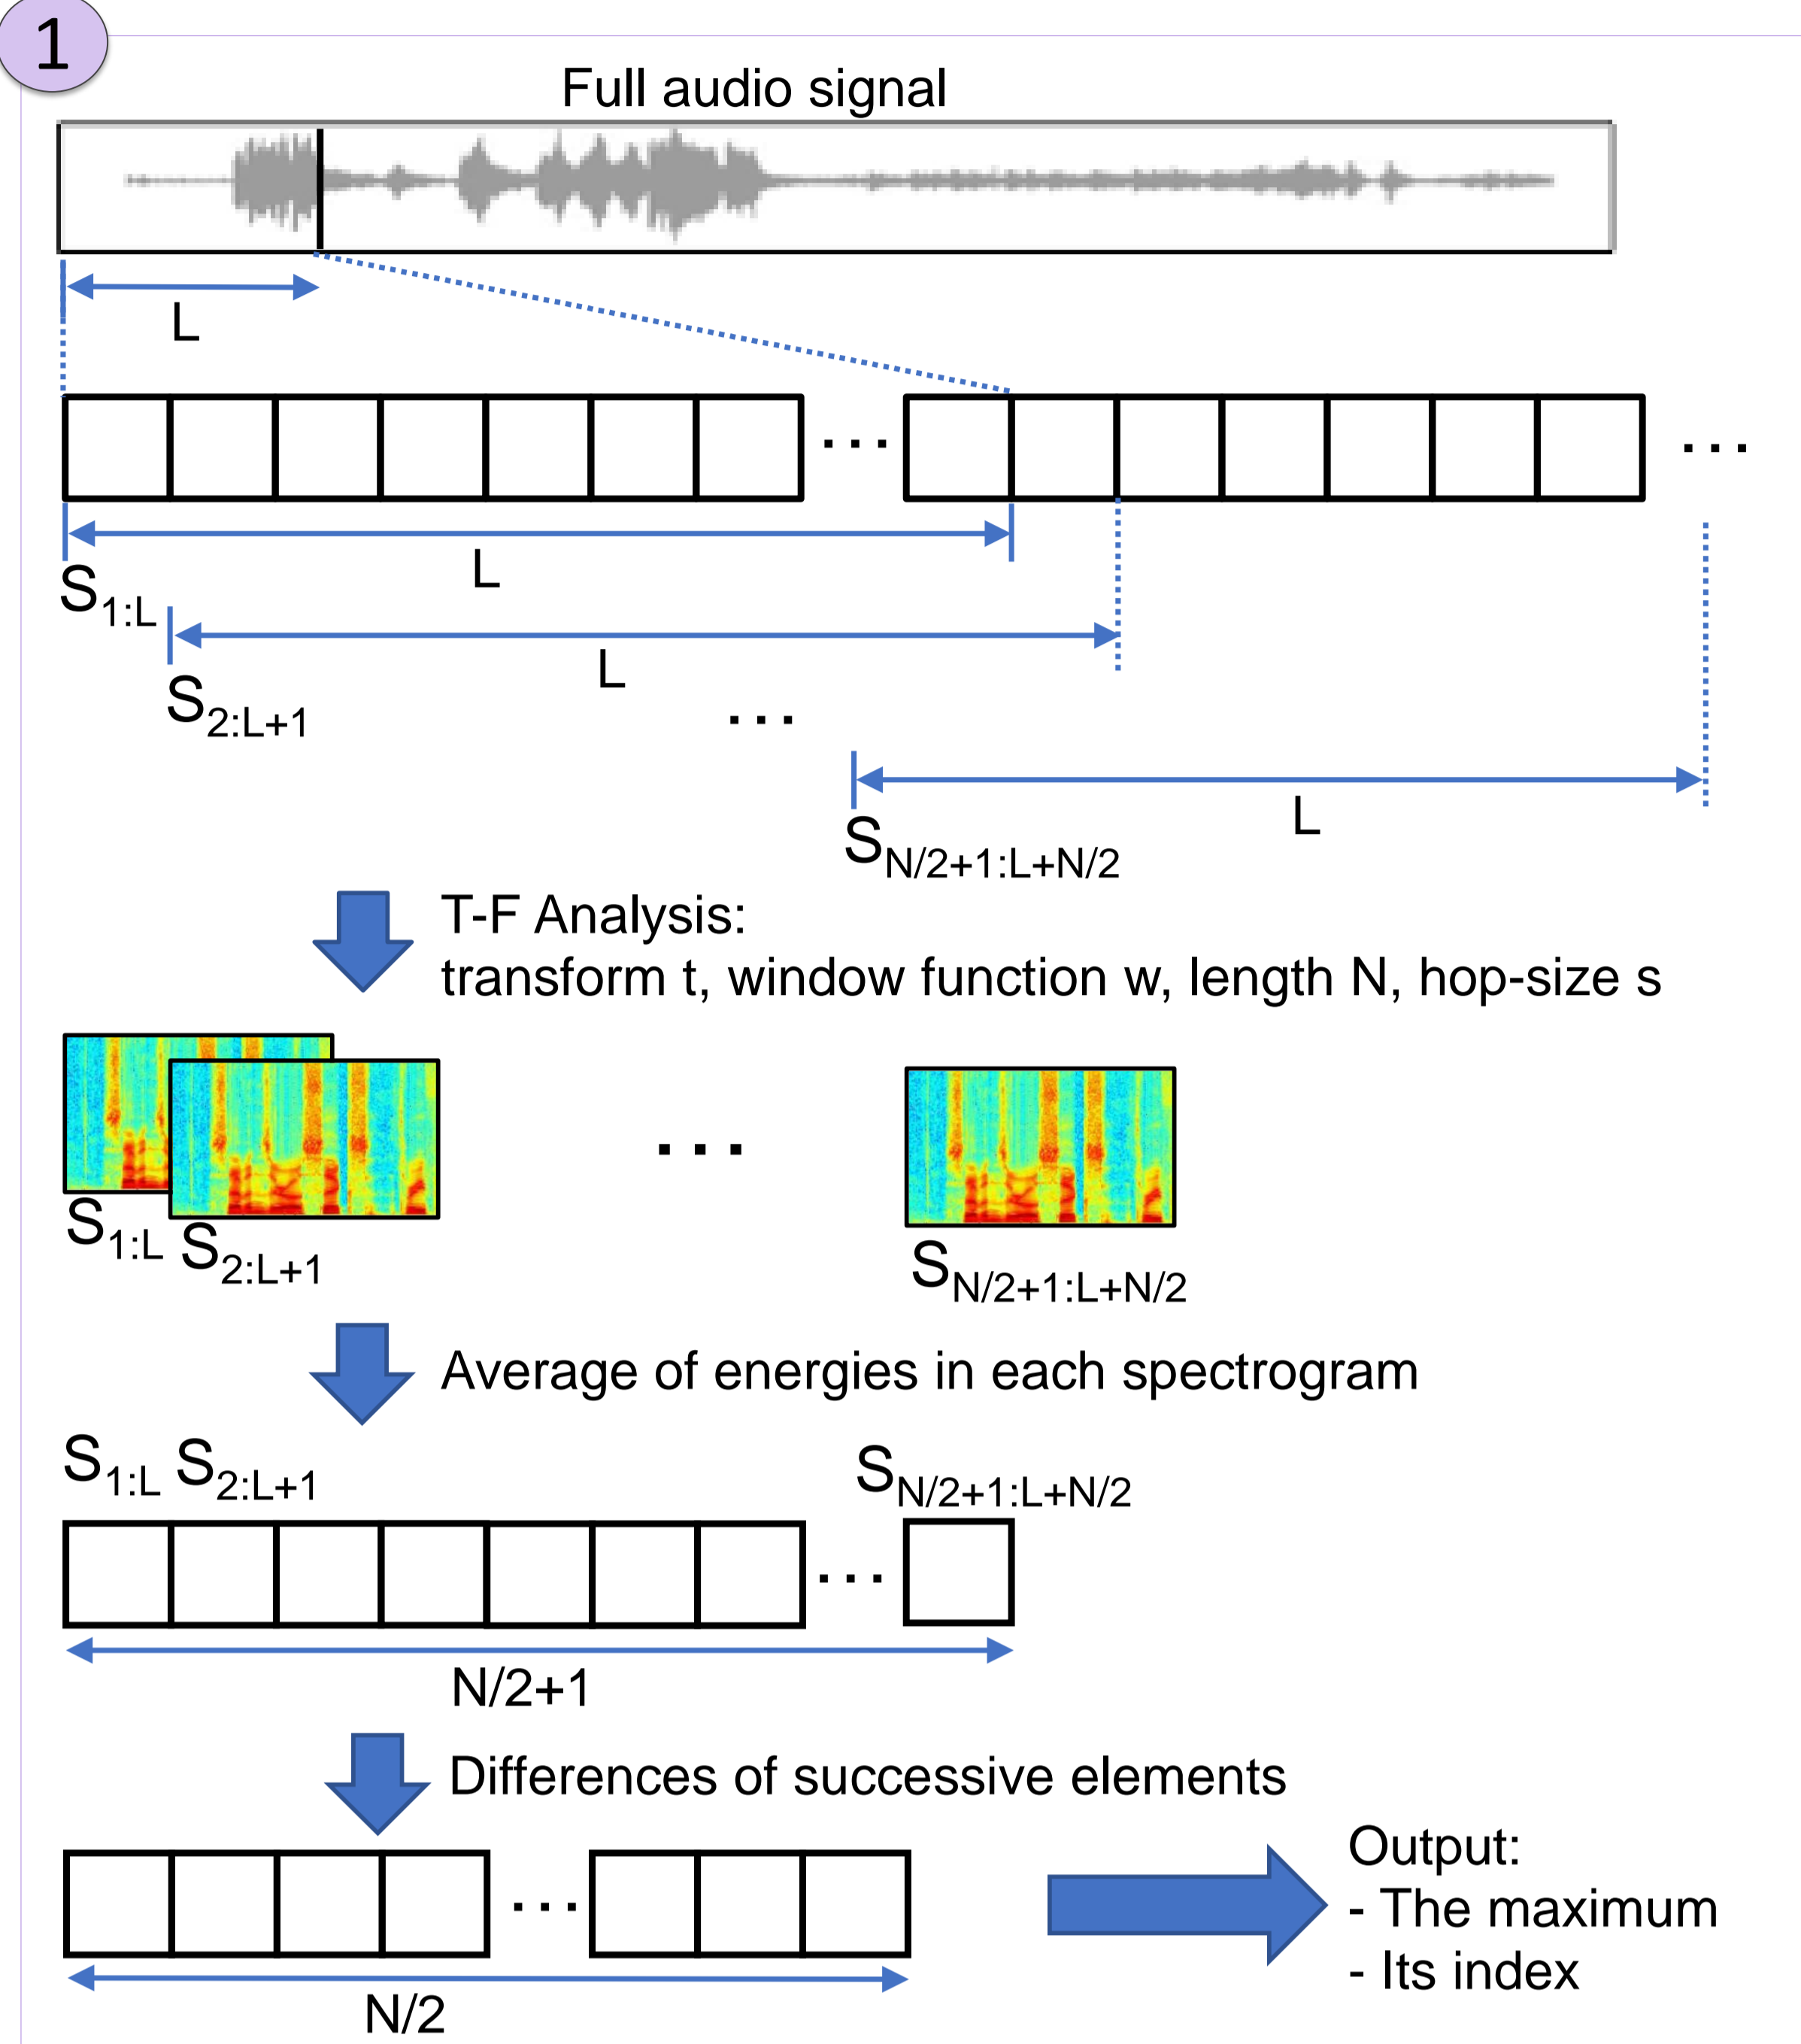 1
Full audio signal
L
...
...
L
S1:L
L
S2:L+1
...
L
SN/2+1:L+N/2
T-F Analysis:
transform t, window function w, length N, hop-size s
...
S1:L S2:L+1
SN/2+1:L+N/2
Average of energies in each spectrogram
S1:L S2:L+1
SN/2+1:L+N/2
...
N/2+1
Differences of successive elements
...
N/2
Output:
- The maximum
- Its index